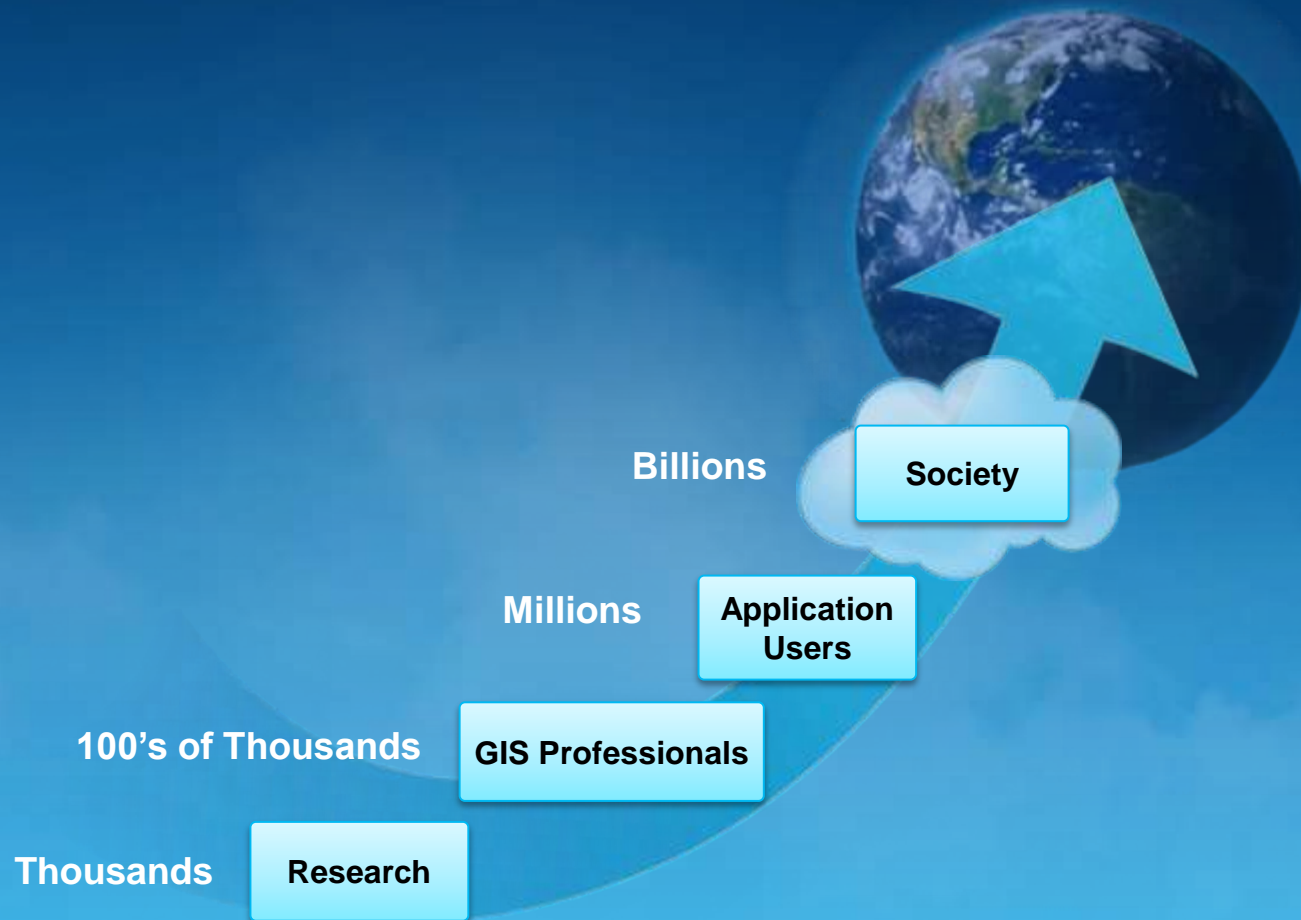 Billions
Society
Millions
Application
Users
100’s of Thousands
GIS Professionals
Thousands
Research